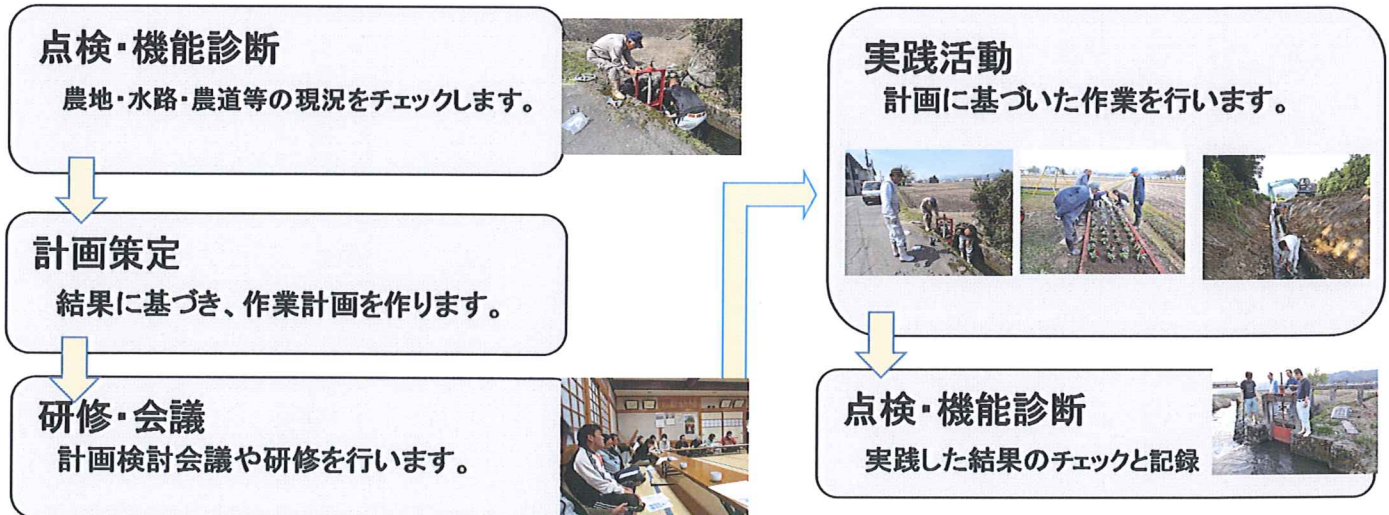 点検・機能診断
農地・水路・農道等の現況をチェックします。
計画策定
結果に基づき、作業計画を作ります。
研修・会議
計画検討会議や研修を行います。
実践活動
計画に基づいた作業を行います。
点検・機能診断
実践した結果のチェックと記録